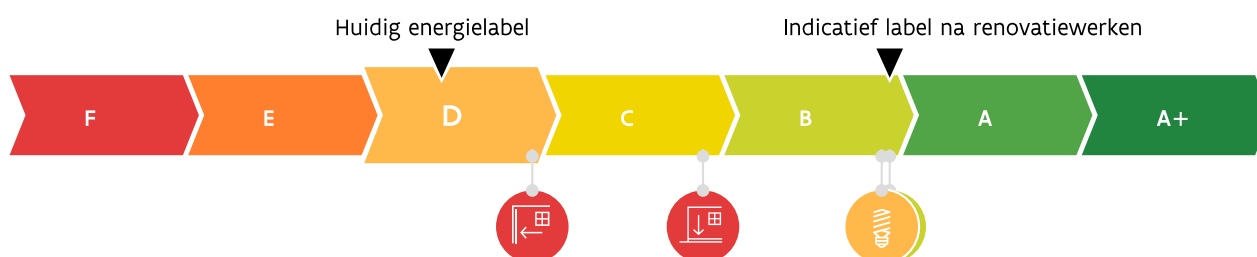 Huidig energielabel
Indicatief label na renovatiewerken
F E D C B A A+